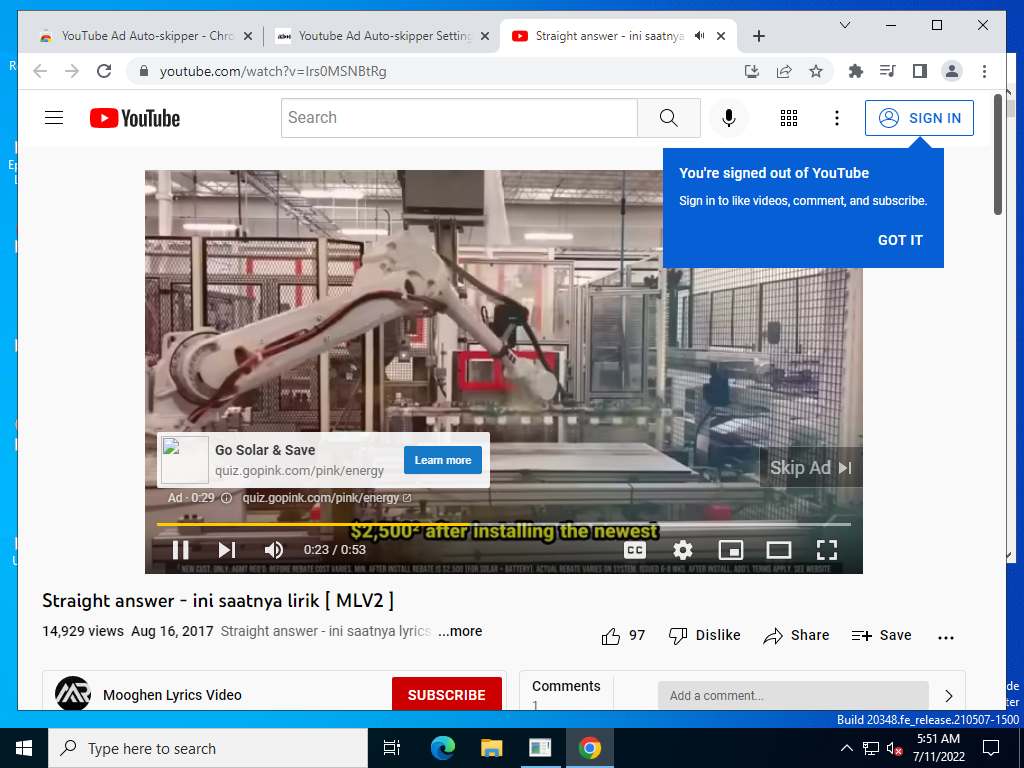 YouTube Ad Auto-skipper - Chro
Youtube Ad Auto-skipper Setting
Straight answer - ini saatnya
youtube.com/watch?v=Irs0MSNBtRg
YouTube
Search
SIGN IN
You're signed out of YouTube
Sign in to like videos, comment, and subscribe.
GOT IT
Go Solar & Save
quiz.gopink.com/pink/energy
Learn more
Skip Ad
Ad · 0:29
quiz.gopink.com/pink/energy
$2,500² after installing the newest
0:23 / 0:53
CC
¹ NEW COST. ONLY. AGMT REQ'D. BEFORE REBATE COST VARIES. MIN. AFTER INSTALL REBATE IS $2,500 (FOR SOLAR + BATTERY). ACTUAL REBATE VARIES ON SYSTEM. ISSUED 6-8 WKS. AFTER INSTALL. ADD'L TERMS APPLY. SEE WEBSITE
Straight answer - ini saatnya lirik [ MLV2 ]
14,929 views Aug 16, 2017 Straight answer - ini saatnya lyrics ...more
97
Dislike
Share
Save
Mooghen Lyrics Video
SUBSCRIBE
Comments
1
Add a comment...
Build 20348.fe_release.210507-1500
Type here to search
5:51 AM
7/11/2022